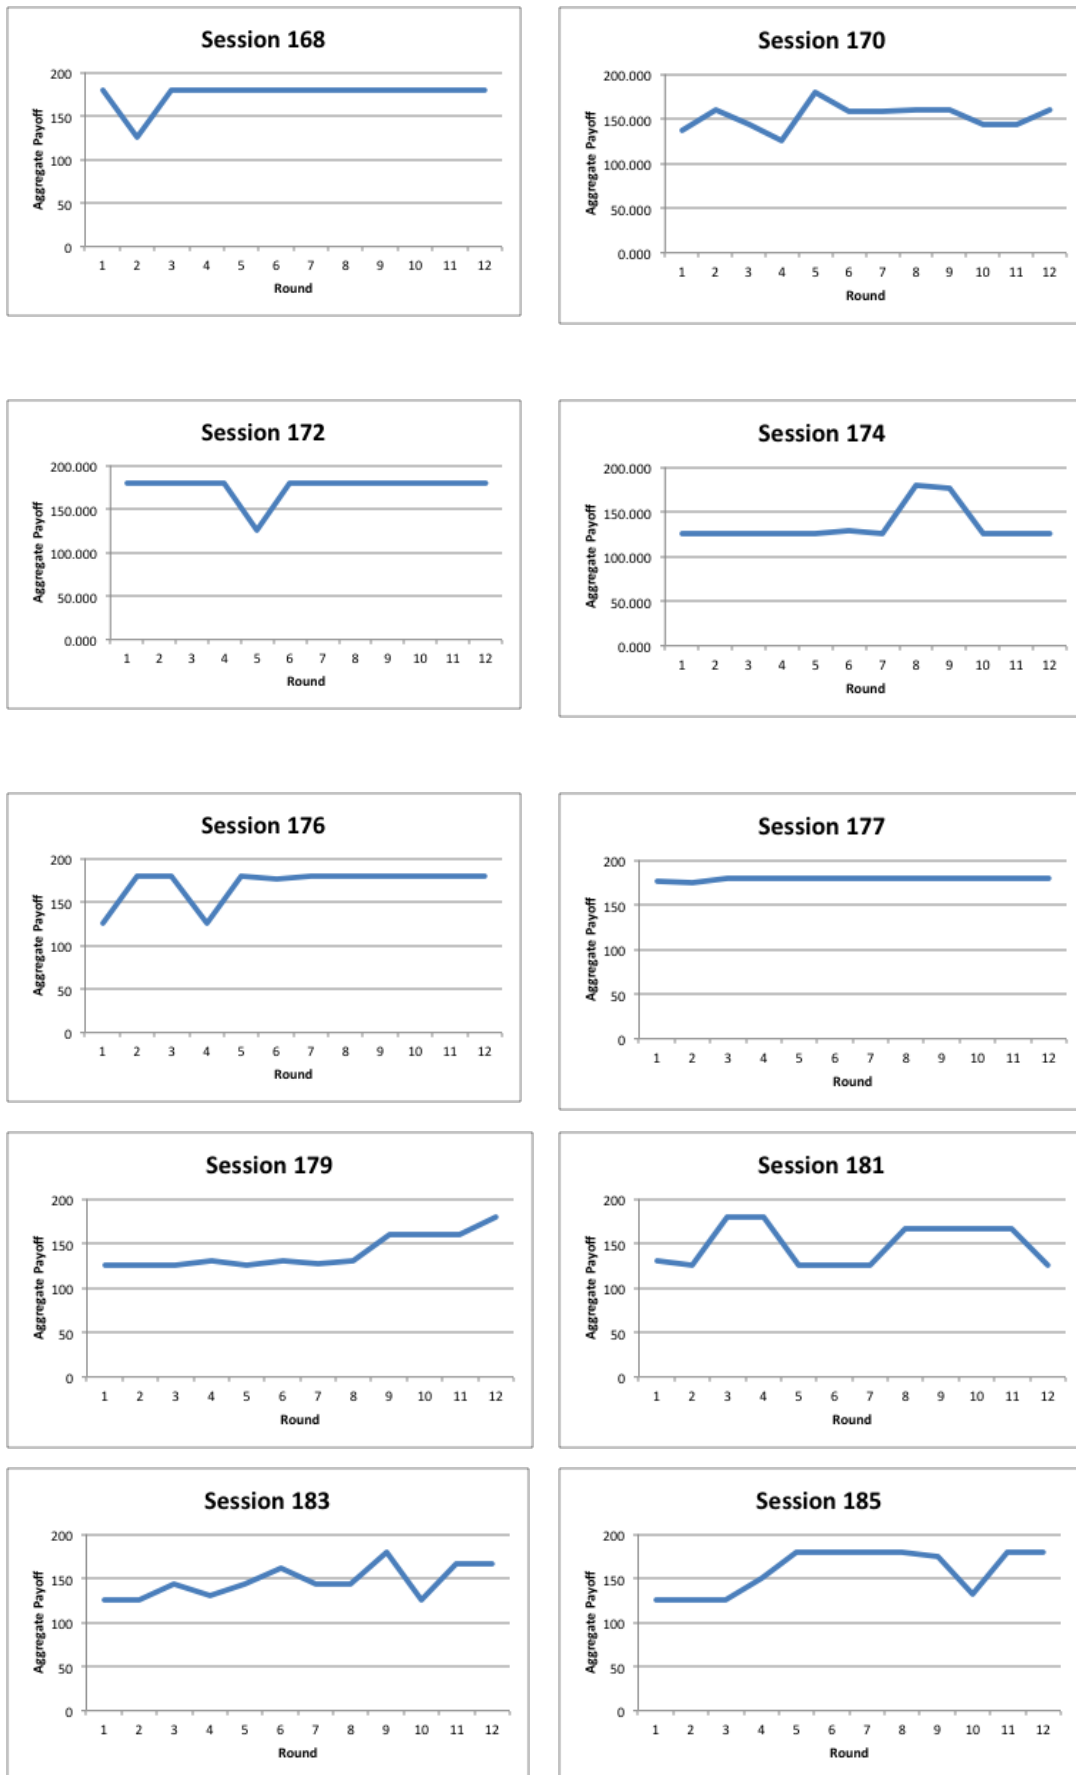 Session 168
200
150
100
50
0
Aggregate Payoff
1 2 3 4 5 6 7 8 9 10 11 12
Round
Session 170
200.000
150.000
100.000
50.000
0.000
Aggregate Payoff
1 2 3 4 5 6 7 8 9 10 11 12
Round
Session 172
200.000
150.000
100.000
50.000
0.000
Aggregate Payoff
1 2 3 4 5 6 7 8 9 10 11 12
Round
Session 174
200.000
150.000
100.000
50.000
0.000
Aggregate Payoff
1 2 3 4 5 6 7 8 9 10 11 12
Round
Session 176
200
150
100
50
0
Aggregate Payoff
1 2 3 4 5 6 7 8 9 10 11 12
Round
Session 177
200
150
100
50
0
Aggregate Payoff
1 2 3 4 5 6 7 8 9 10 11 12
Round
Session 179
200
150
100
50
0
Aggregate Payoff
1 2 3 4 5 6 7 8 9 10 11 12
Round
Session 181
200
150
100
50
0
Aggregate Payoff
1 2 3 4 5 6 7 8 9 10 11 12
Round
Session 183
200
150
100
50
0
Aggregate Payoff
1 2 3 4 5 6 7 8 9 10 11 12
Round
Session 185
200
150
100
50
0
Aggregate Payoff
1 2 3 4 5 6 7 8 9 10 11 12
Round